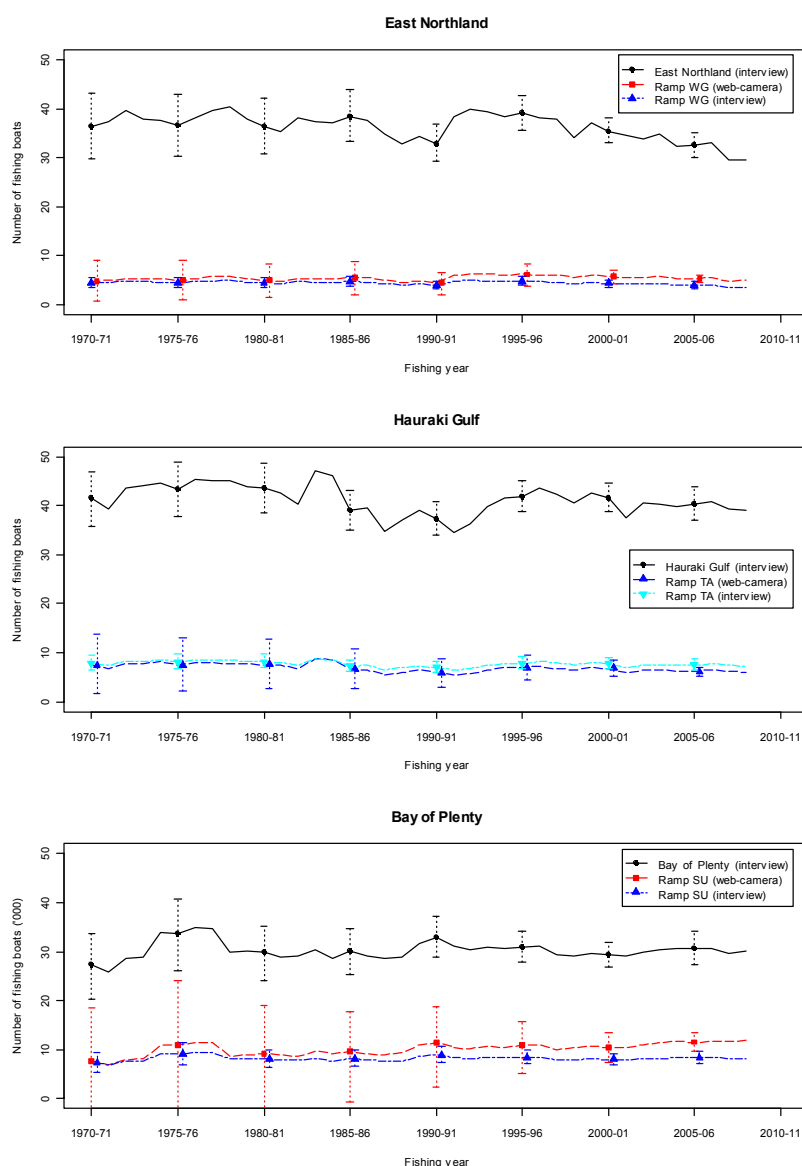 East Northland
Number of fishing boats
50
40
30
20
10
0
East Northland (interview)
Ramp WG (web-camera)
Ramp WG (interview)
1970-71 1975-76 1980-81 1985-86 1990-91 1995-96 2000-01 2005-06 2010-11
Fishing year
Hauraki Gulf
Number of fishing boats
50
40
30
20
10
0
Hauraki Gulf (interview)
Ramp TA (web-camera)
Ramp TA (interview)
1970-71 1975-76 1980-81 1985-86 1990-91 1995-96 2000-01 2005-06 2010-11
Fishing year
Bay of Plenty
Number of fishing boats ('000)
50
40
30
20
10
0
Bay of Plenty (interview)
Ramp SU (web-camera)
Ramp SU (interview)
1970-71 1975-76 1980-81 1985-86 1990-91 1995-96 2000-01 2005-06 2010-11
Fishing year